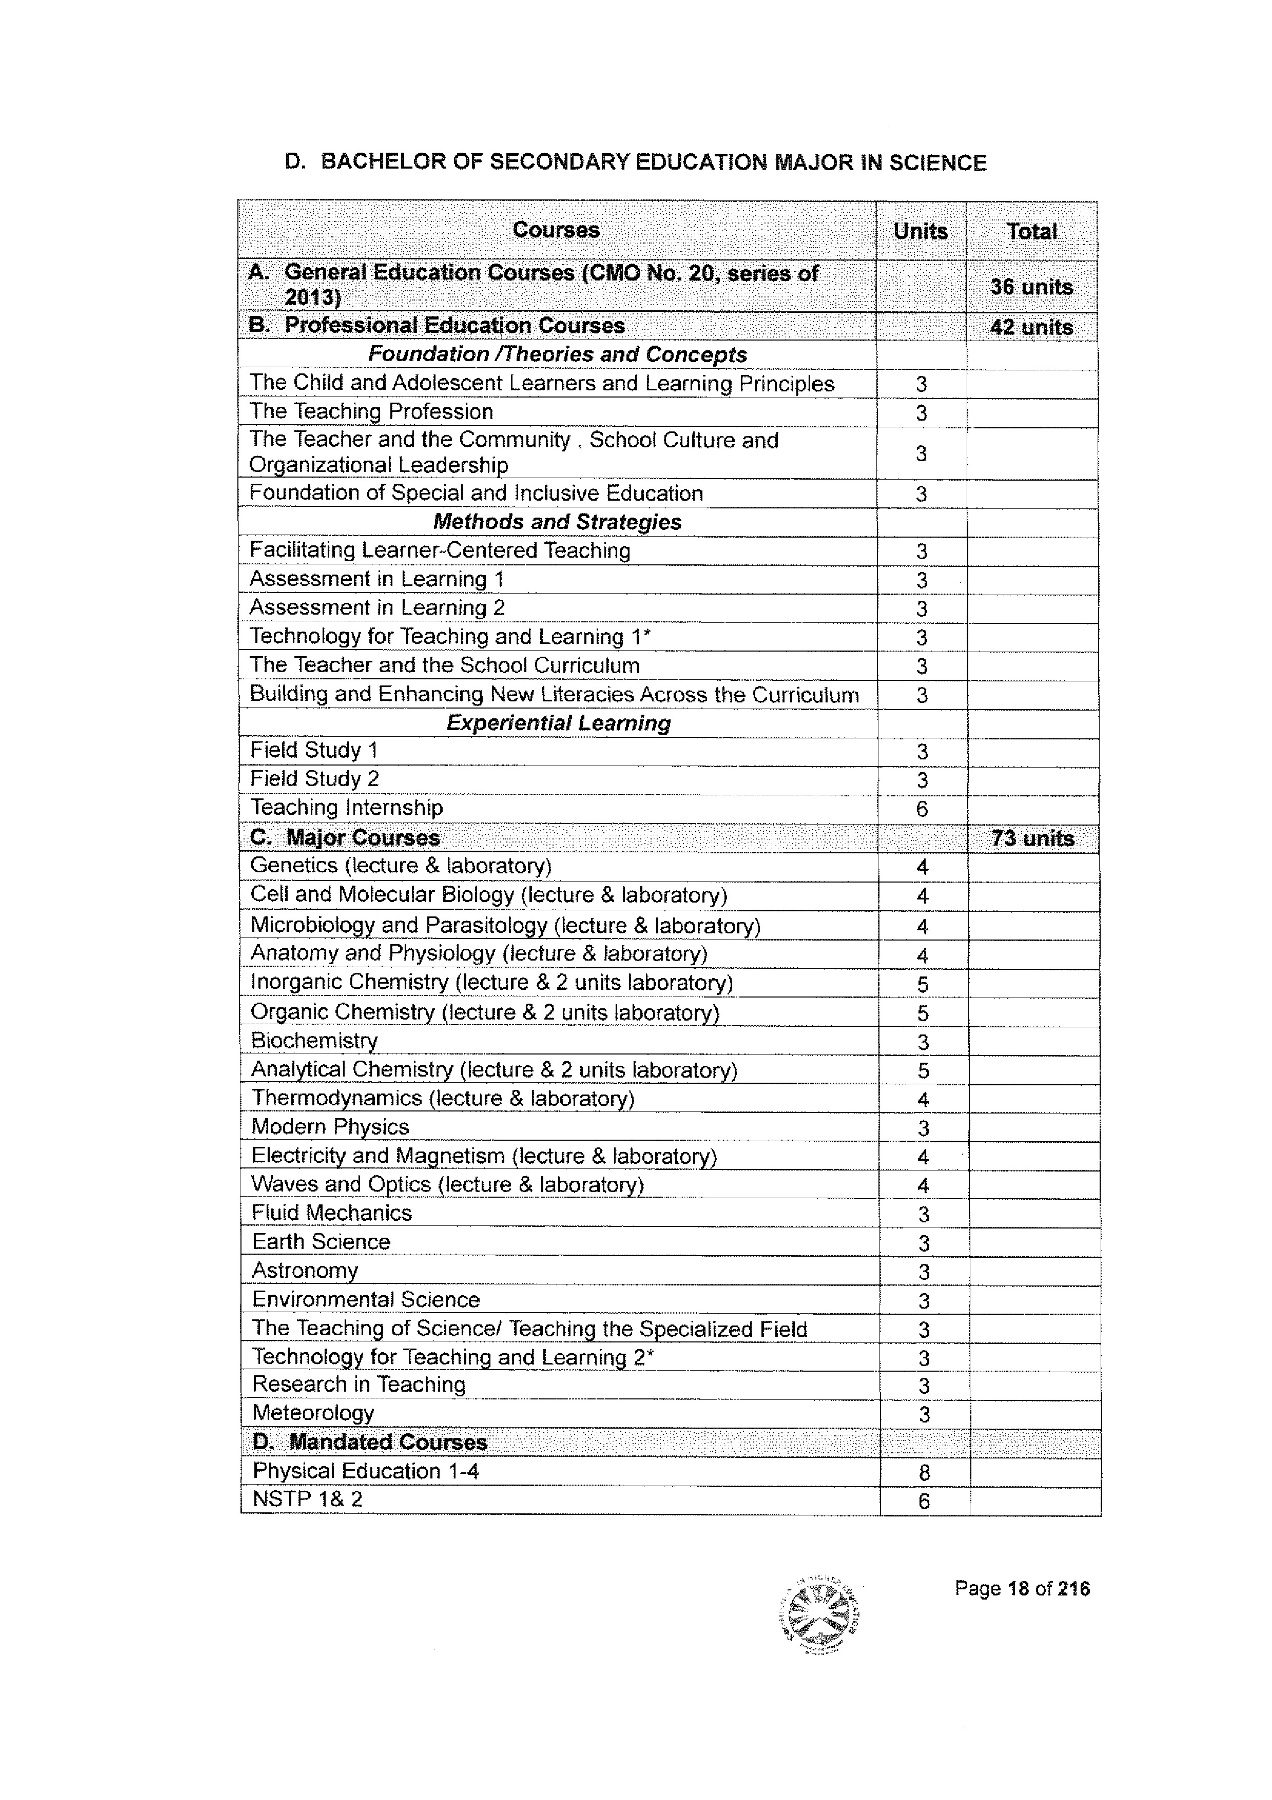 D. BACHELOR OF SECONDARY EDUCATION MAJOR IN SCIENCE
Courses Units Total
A. General Education Courses (CMO No. 20, series of
2013) 36 units
B. Professional Education Courses 42 units
Foundation /Theories and Concepts
The Child and Adolescent Learners and Learning Principles 3
The Teaching Profession 3
The Teacher and the Community , School Culture and
Organizational Leadership 3
Foundation of Special and Inclusive Education 3
Methods and Strategies
Facilitating Learner-Centered Teaching 3
Assessment in Learning 1 3
Assessment in Learning 2 3
Technology for Teaching and Learning 1* 3
The Teacher and the School Curriculum 3
Building and Enhancing New Literacies Across the Curriculum 3
Experiential Learning
Field Study 1 3
Field Study 2 3
Teaching Internship 6
C. Major Courses 73 units
Genetics (lecture & laboratory) 4
Cell and Molecular Biology (lecture & laboratory) 4
Microbiology and Parasitology (lecture & laboratory) 4
Anatomy and Physiology (lecture & laboratory) 4
Inorganic Chemistry (lecture & 2 units laboratory) 5
Organic Chemistry (lecture & 2 units laboratory) 5
Biochemistry 3
Analytical Chemistry (lecture & 2 units laboratory) 5
Thermodynamics (lecture & laboratory) 4
Modern Physics 3
Electricity and Magnetism (lecture & laboratory) 4
Waves and Optics (lecture & laboratory) 4
Fluid Mechanics 3
Earth Science 3
Astronomy 3
Environmental Science 3
The Teaching of Science/ Teaching the Specialized Field 3
Technology for Teaching and Learning 2* 3
Research in Teaching 3
Meteorology 3
D. Mandated Courses
Physical Education 1-4 8
NSTP 1& 2 6
Page 18 of 216